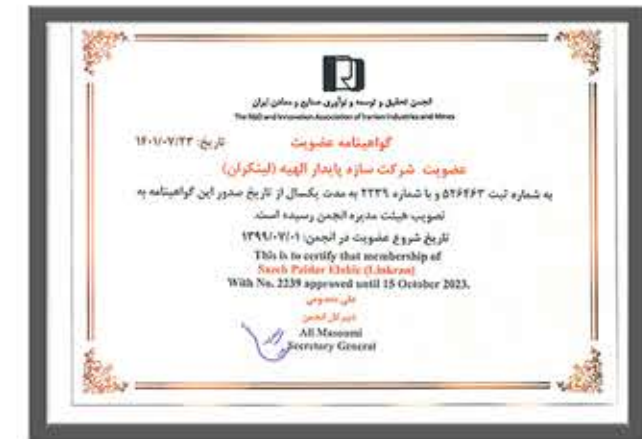 انجمن تحقیق و توسعه و نوآوری صنایع و معادن ایران
The R&D and Innovation Association of Iranian Industries and Mines
گواهینامه عضویت
تاریخ: ۱۴۰۱/۰۷/۲۳
عضویت شرکت سازه پایدار الهیه (لینکران)
به شماره ثبت ۵۲۶۴۶۳ و با شماره ۲۲۳۹ به مدت یکسال از تاریخ صدور این گواهینامه به
تصویب هیئت مدیره انجمن رسیده است.
تاریخ شروع عضویت در انجمن: ۱۳۹۹/۰۷/۰۱
This is to certify that membership of
Sazeh Paidar Elahie (Linkran)
With No. 2239 approved until 15 October 2023.
علی معصومی
دبیر کل انجمن
Ali Masoumi
Secretary General